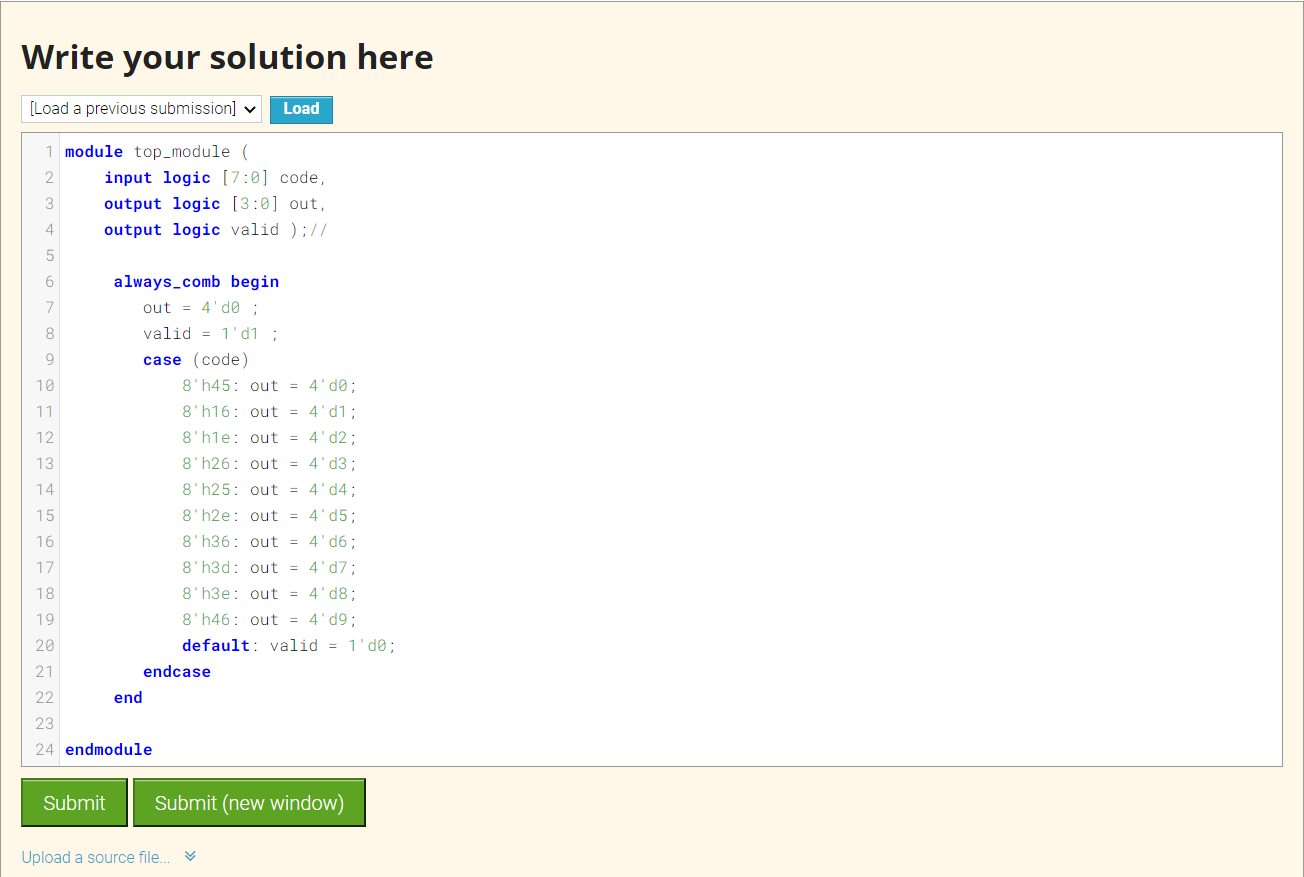 Write your solution here
[Load a previous submission] Load
1 module top_module (
2     input logic [7:0] code,
3     output logic [3:0] out,
4     output logic valid );//
5
6      always_comb begin
7         out = 4'd0 ;
8         valid = 1'd1 ;
9         case (code)
10             8'h45: out = 4'd0;
11             8'h16: out = 4'd1;
12             8'h1e: out = 4'd2;
13             8'h26: out = 4'd3;
14             8'h25: out = 4'd4;
15             8'h2e: out = 4'd5;
16             8'h36: out = 4'd6;
17             8'h3d: out = 4'd7;
18             8'h3e: out = 4'd8;
19             8'h46: out = 4'd9;
20             default: valid = 1'd0;
21         endcase
22      end
23
24 endmodule
Submit Submit (new window)
Upload a source file...